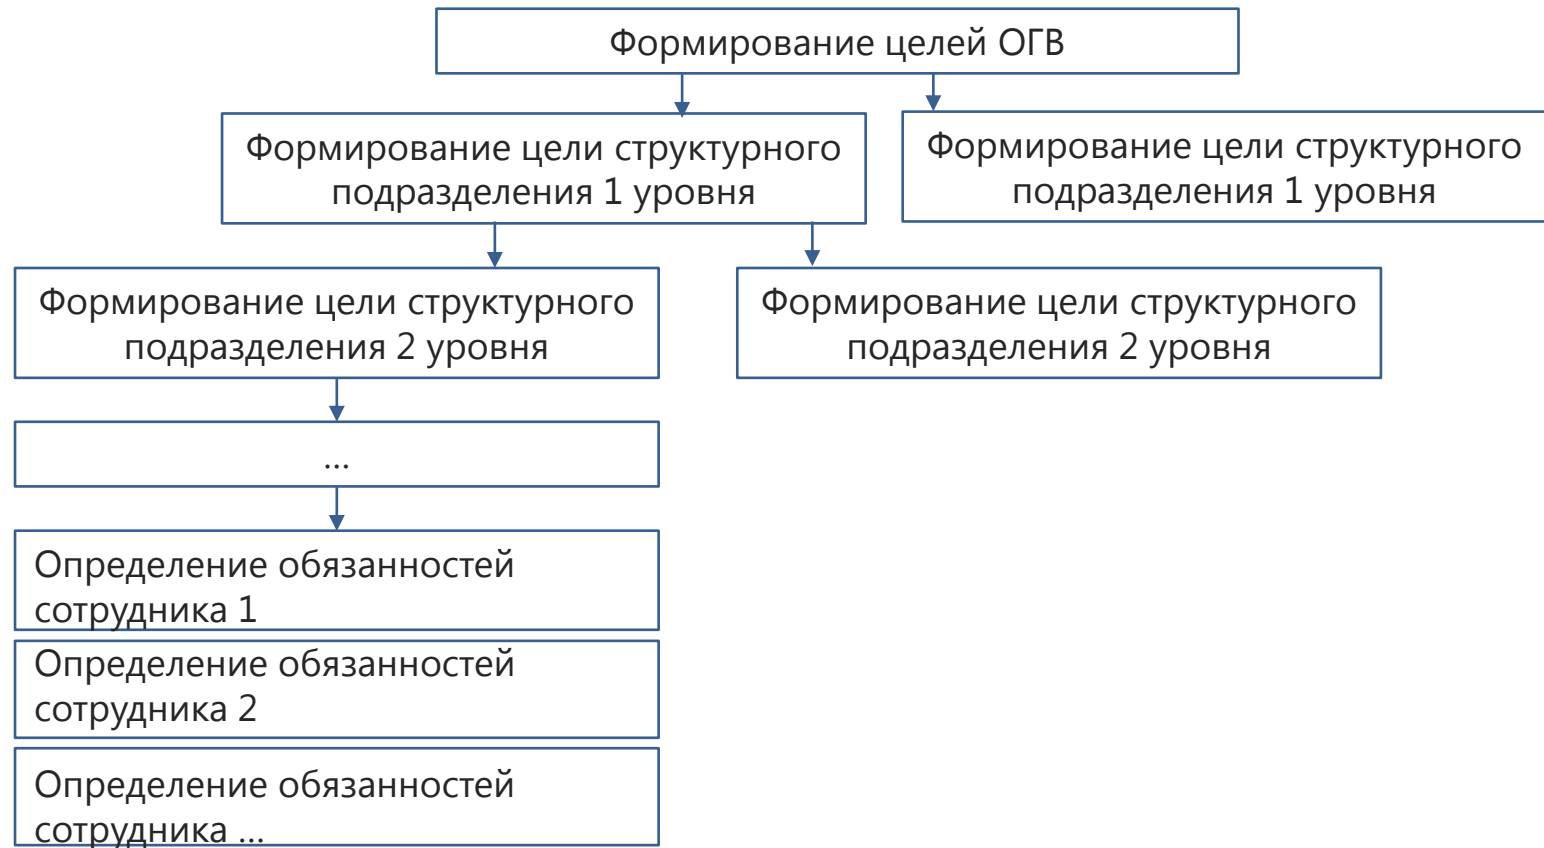 Формирование целей ОГВ
Формирование цели структурного
подразделения 1 уровня
Формирование цели структурного
подразделения 1 уровня
Формирование цели структурного
подразделения 2 уровня
Формирование цели структурного
подразделения 2 уровня
...
Определение обязанностей
сотрудника 1
Определение обязанностей
сотрудника 2
Определение обязанностей
сотрудника ...